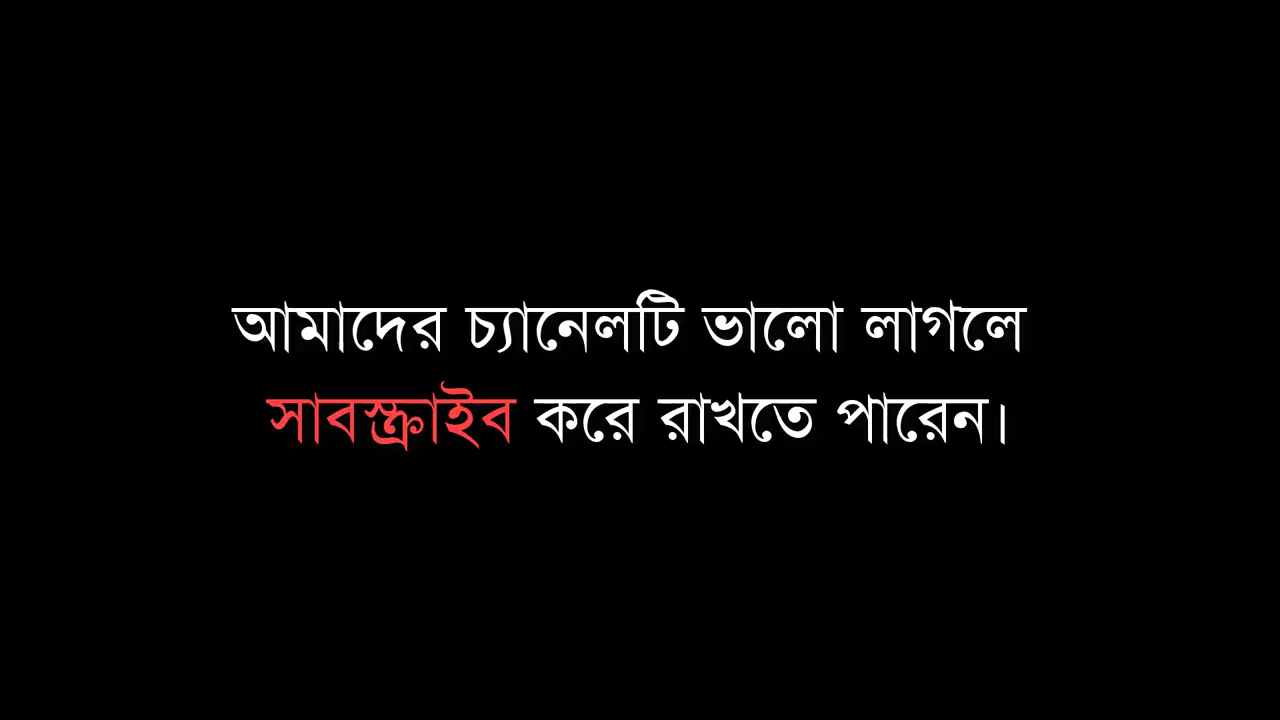 আমাদের চ্যানেলটি ভালো লাগলে
সাবস্ক্রাইব করে রাখতে পারেন।